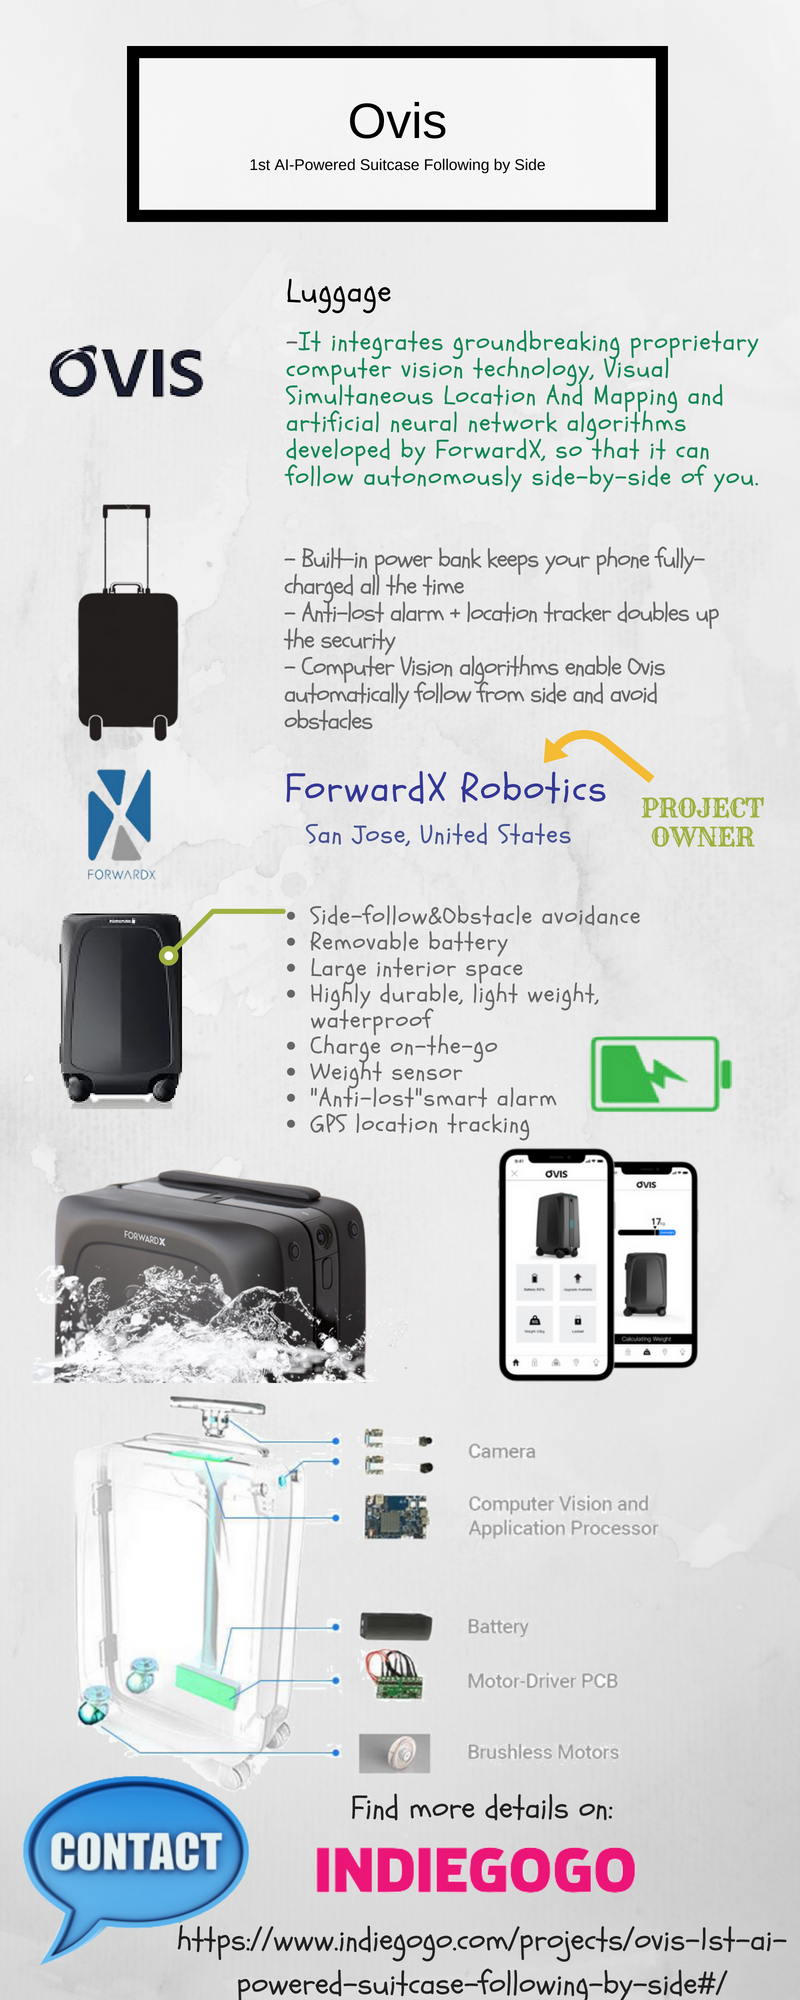 Ovis
1st AI-Powered Suitcase Following by Side
Luggage
OVIS
-It integrates groundbreaking proprietary
computer vision technology, Visual
Simultaneous Location And Mapping and
artificial neural network algorithms
developed by ForwardX, so that it can
follow autonomously side-by-side of you.
- Built-in power bank keeps your phone fully-
charged all the time
- Anti-lost alarm + location tracker doubles up
the security
- Computer Vision algorithms enable Ovis
automatically follow from side and avoid
obstacles
ForwardX Robotics
San Jose, United States
PROJECT
OWNER
FORWARDX
• Side-follow&Obstacle avoidance
• Removable battery
• Large interior space
• Highly durable, light weight,
waterproof
• Charge on-the-go
• Weight sensor
• "Anti-lost"smart alarm
• GPS location tracking
FORWARDX
OVIS
OVIS
17
Calculating Weight
Camera
Computer Vision and
Application Processor
Battery
Motor-Driver PCB
Brushless Motors
CONTACT
Find more details on:
INDIEGOGO
https://www.indiegogo.com/projects/ovis-1st-ai-
powered-suitcase-following-by-side#/